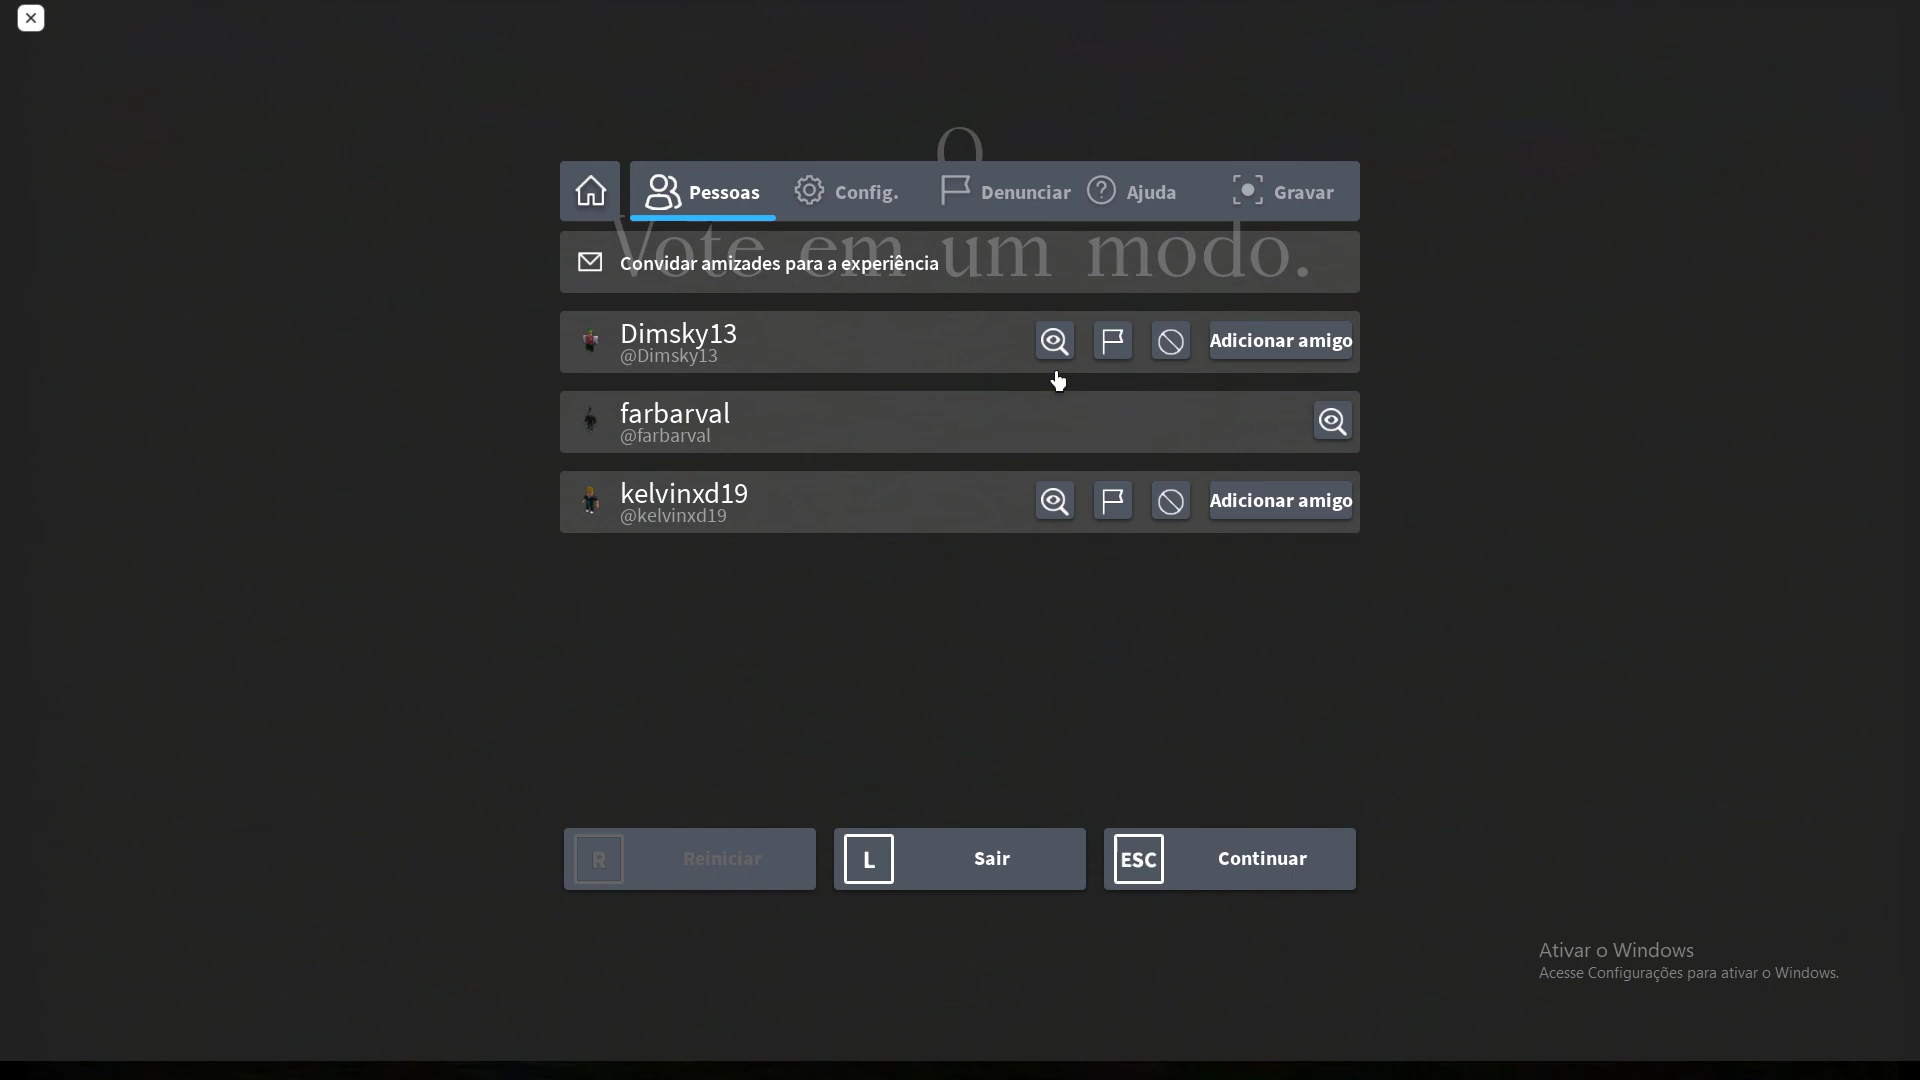 0
Pessoas Config. Denunciar Ajuda Gravar
Vote em um modo.
Convidar amizades para a experiência
Dimsky13
@Dimsky13
Adicionar amigo
farbarval
@farbarval
kelvinxd19
@kelvinxd19
Adicionar amigo
R Reiniciar L Sair ESC Continuar
Ativar o Windows
Acesse Configurações para ativar o Windows.